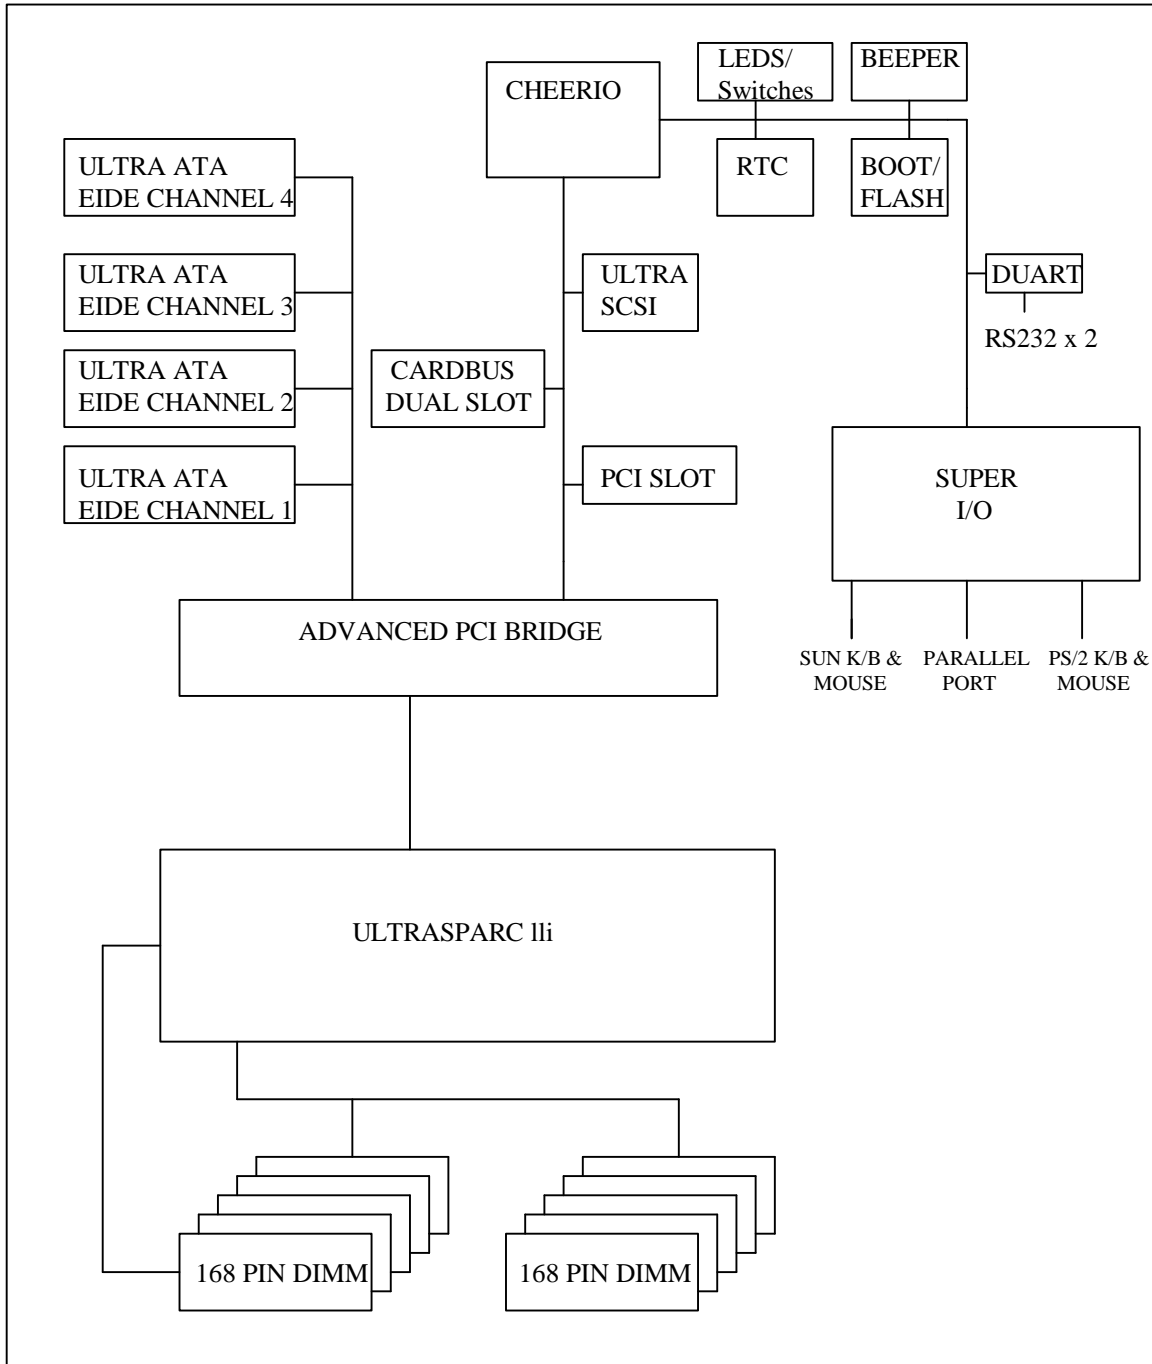 LEDS/
Switches
BEEPER
CHEERIO
ULTRA ATA
EIDE CHANNEL 4
RTC
BOOT/
FLASH
ULTRA ATA
EIDE CHANNEL 3
ULTRA
SCSI
DUART
RS232 x 2
ULTRA ATA
EIDE CHANNEL 2
CARDBUS
DUAL SLOT
ULTRA ATA
EIDE CHANNEL 1
PCI SLOT
SUPER
I/O
ADVANCED PCI BRIDGE
SUN K/B &
MOUSE
PARALLEL
PORT
PS/2 K/B &
MOUSE
ULTRASPARC lli
168 PIN DIMM
168 PIN DIMM